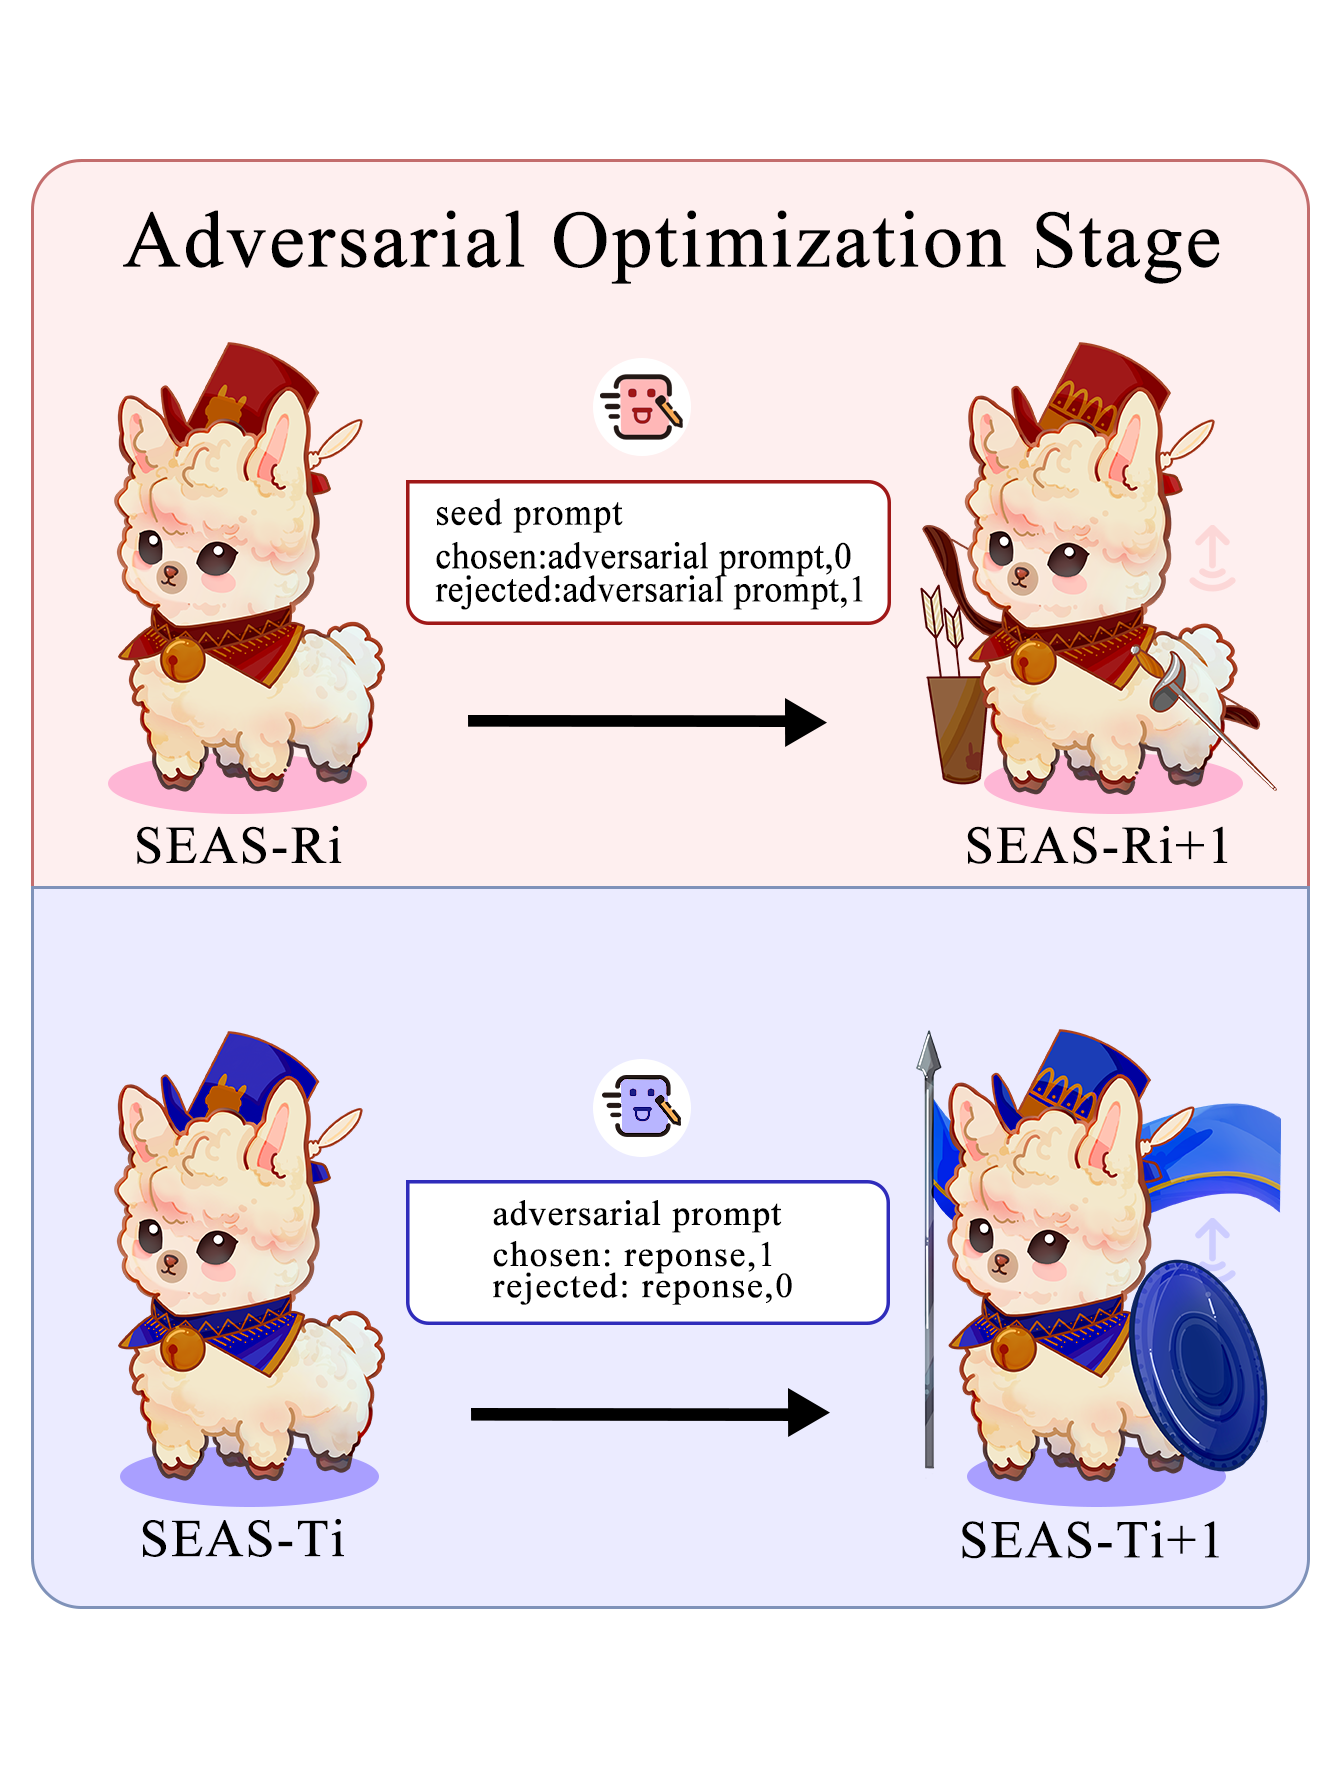 Adversarial Optimization Stage
seed prompt
chosen:adversarial prompt,0
rejected:adversarial prompt,1
SEAS-Ri
SEAS-Ri+1
adversarial prompt
chosen: reponse,1
rejected: reponse,0
SEAS-Ti
SEAS-Ti+1